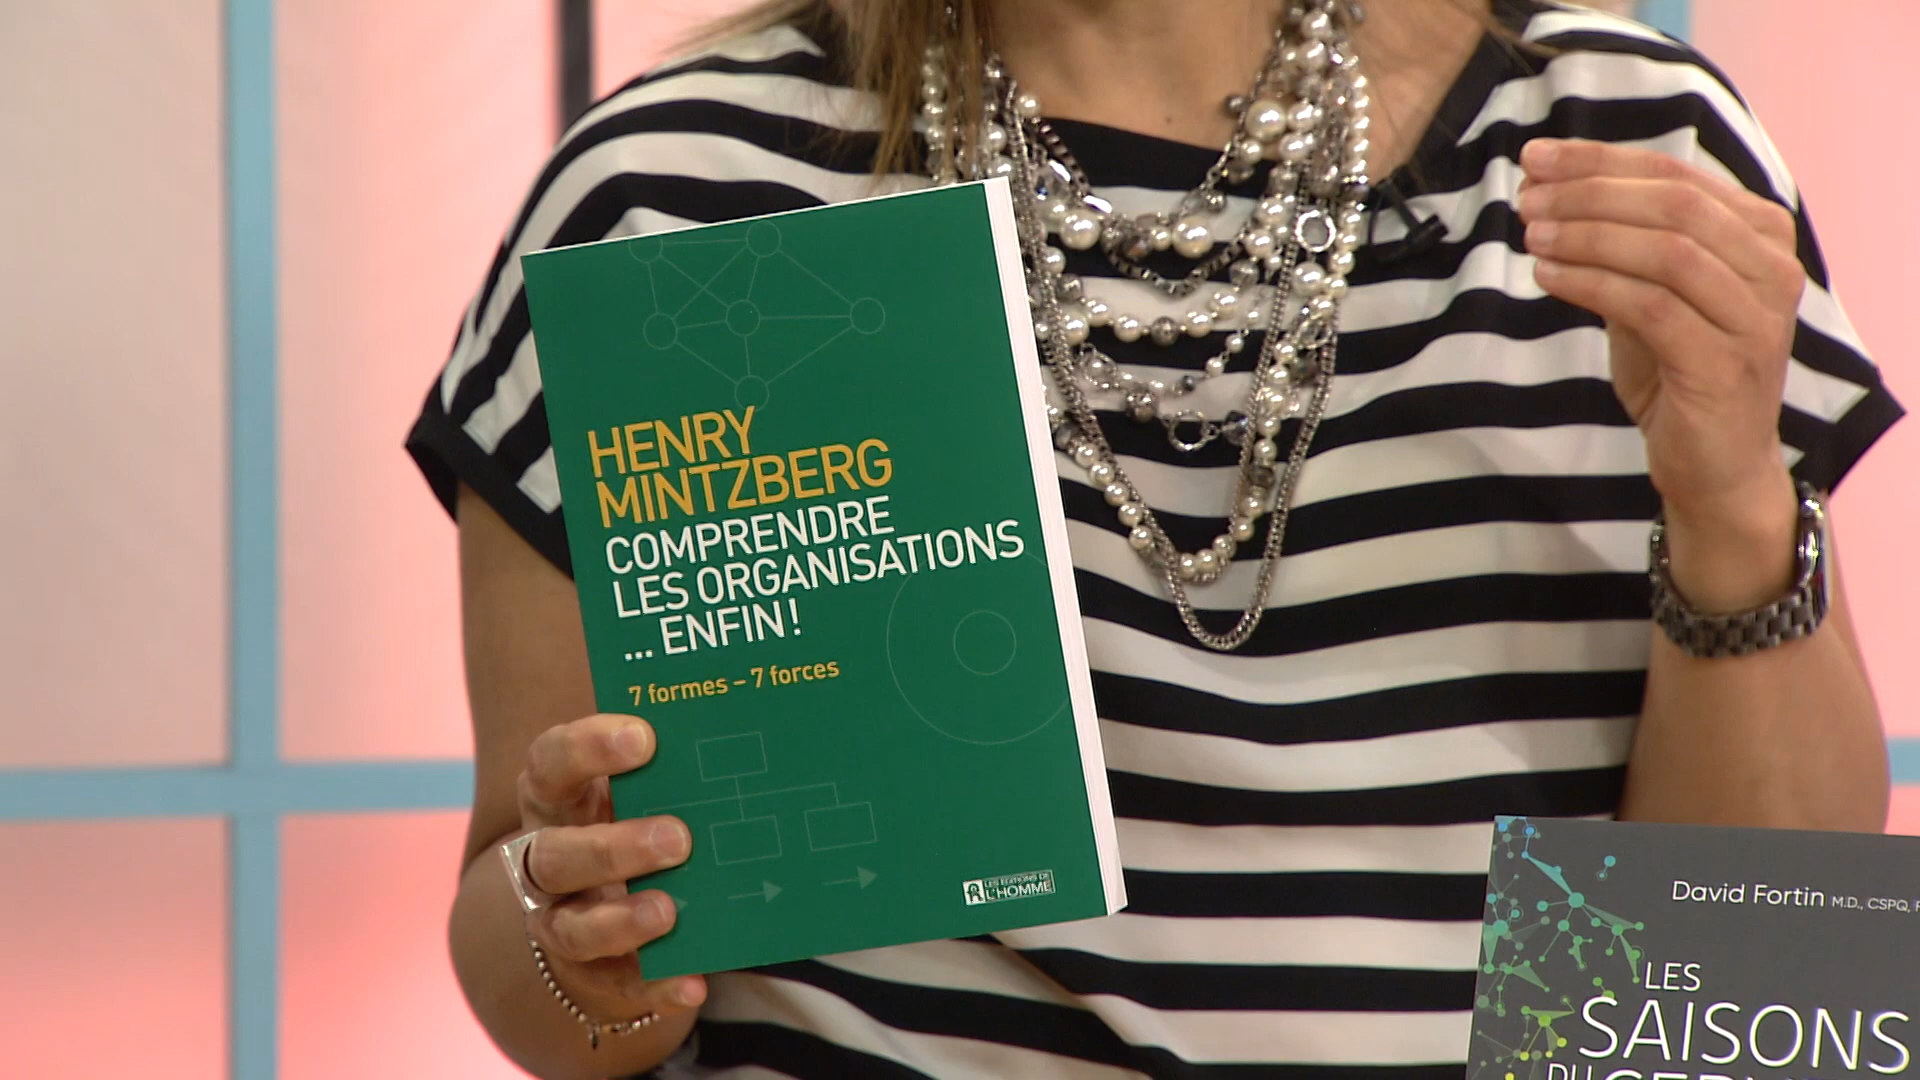 HENRY
MINTZBERG
COMPRENDRE
LES ORGANISATIONS
... ENFIN !
7 formes – 7 forces
LES ÉDITIONS DE
L'HOMME
David Fortin M.D., CSPQ,
LES
SAISONS
DU